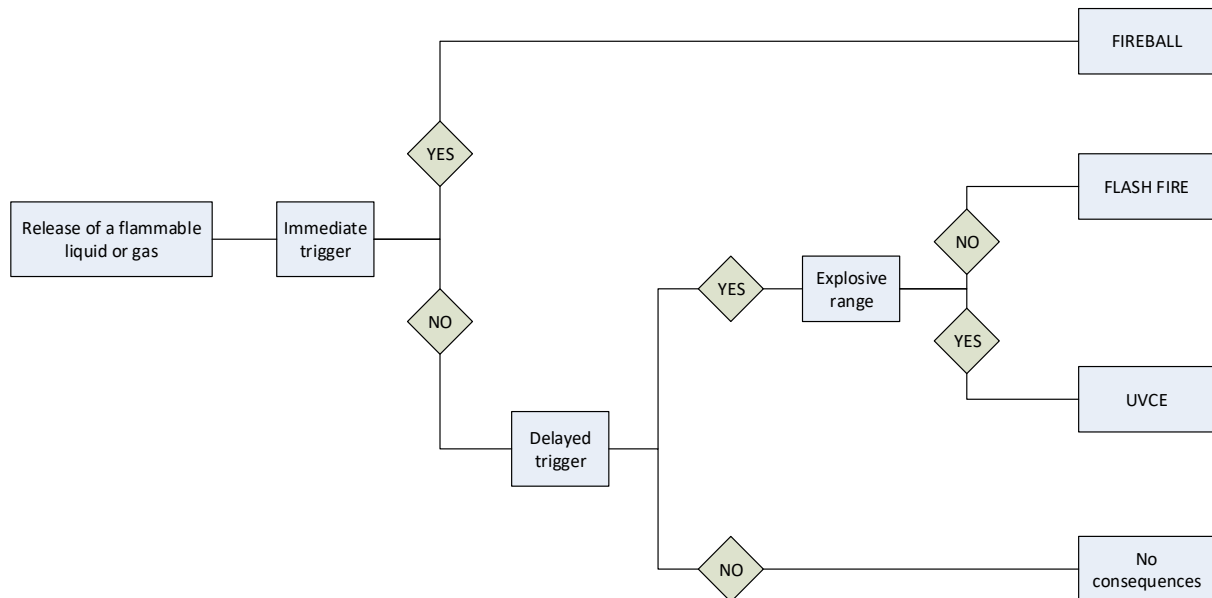 FIREBALL
YES
FLASH FIRE
Release of a flammable
liquid or gas
Immediate
trigger
NO
YES
Explosive
range
NO
YES
UVCE
Delayed
trigger
NO
No
consequences